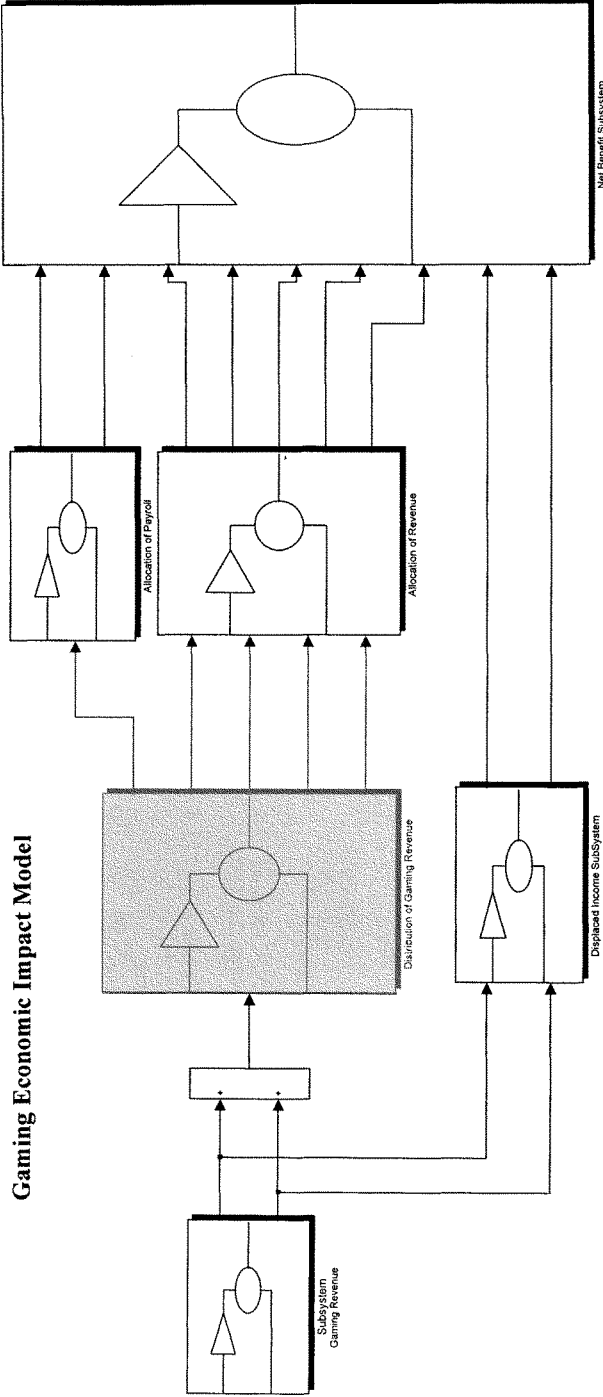 Gaming Economic Impact Model
Subsystem
Gaming Revenue
+
+
Distribution of Gaming Revenue
Displaced Income SubSystem
Allocation of Payroll
Allocation of Revenue
Net Benefit Subsystem